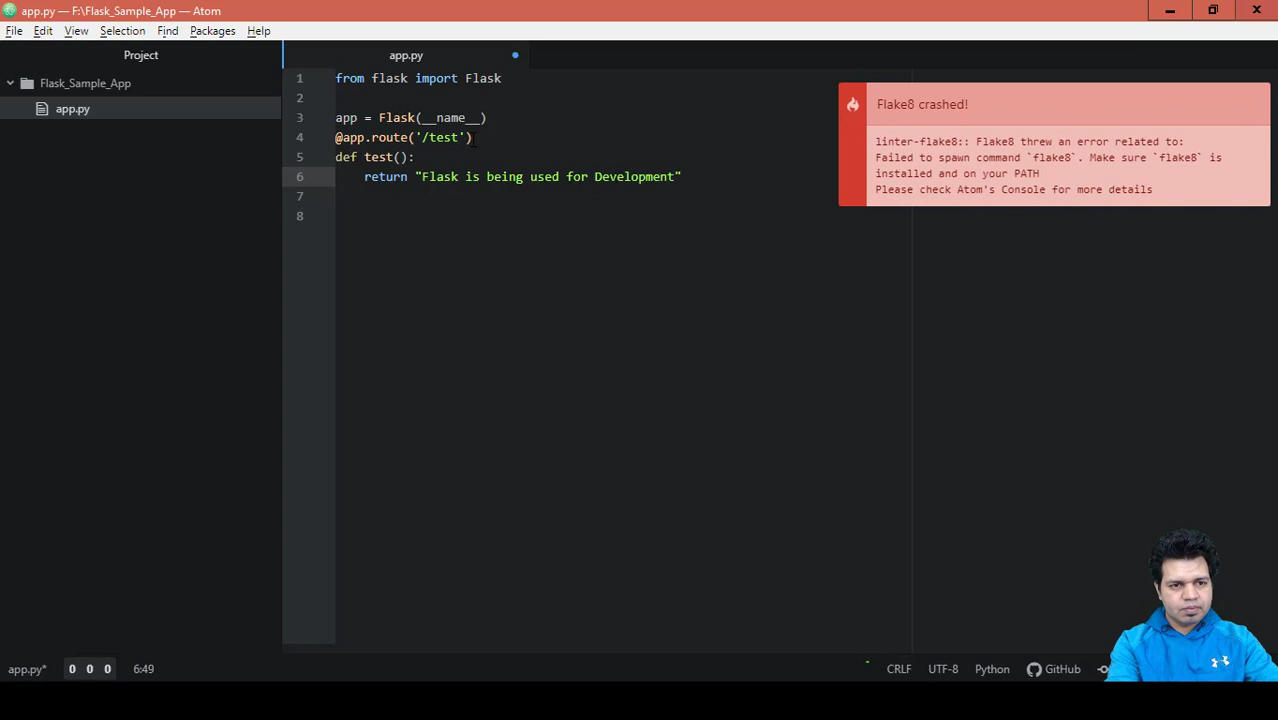 app.py — F:\Flask_Sample_App — Atom
File Edit View Selection Find Packages Help
Project
app.py
Flask_Sample_App
app.py
1 from flask import Flask
2
3 app = Flask(__name__)
4 @app.route('/test')
5 def test():
6 return "Flask is being used for Development"
7
8
Flake8 crashed!
linter-flake8:: Flake8 threw an error related to:
Failed to spawn command `flake8`. Make sure `flake8` is
installed and on your PATH
Please check Atom's Console for more details
app.py* 0 0 0 6:49 CRLF UTF-8 Python GitHub